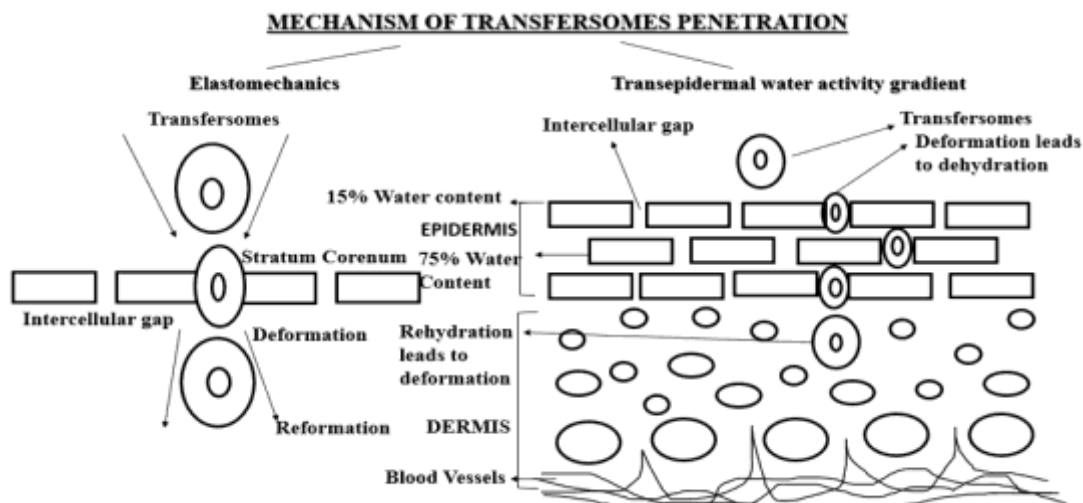 MECHANISM OF TRANSFERSOMES PENETRATION
Elastomechanics
Transfersomes
Stratum Corenum
Intercellular gap
Deformation
Reformation
Transepidermal water activity gradient
Intercellular gap
Transfersomes
Deformation leads
to dehydration
15% Water content
EPIDERMIS
75% Water
Content
Rehydration
leads to
deformation
DERMIS
Blood Vessels